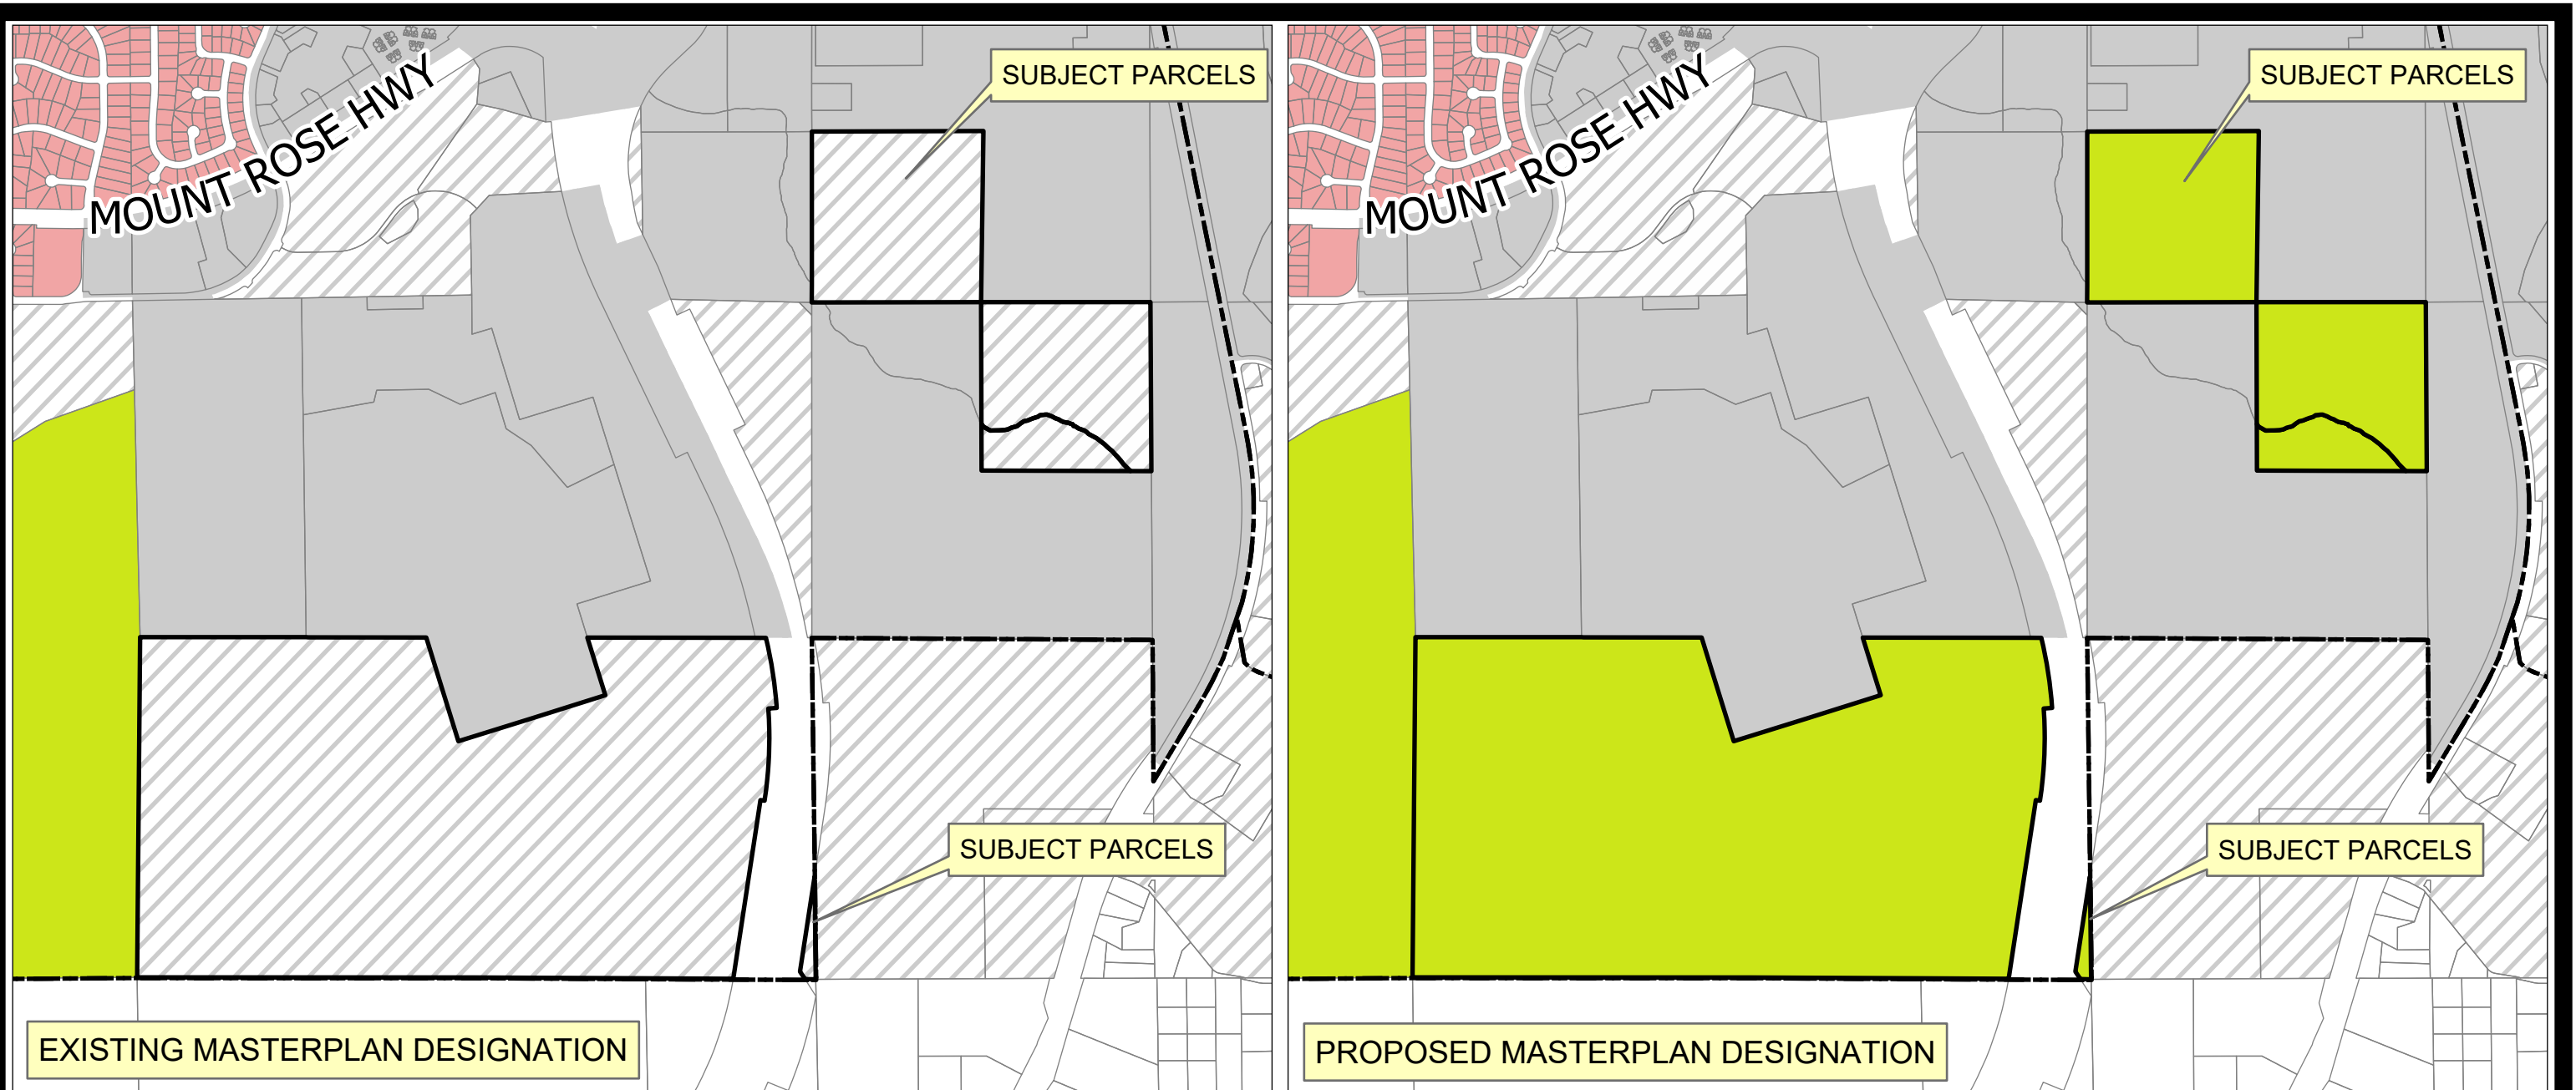 SUBJECT PARCELS
MOUNT ROSE HWY
SUBJECT PARCELS
EXISTING MASTERPLAN DESIGNATION
SUBJECT PARCELS
MOUNT ROSE HWY
SUBJECT PARCELS
PROPOSED MASTERPLAN DESIGNATION